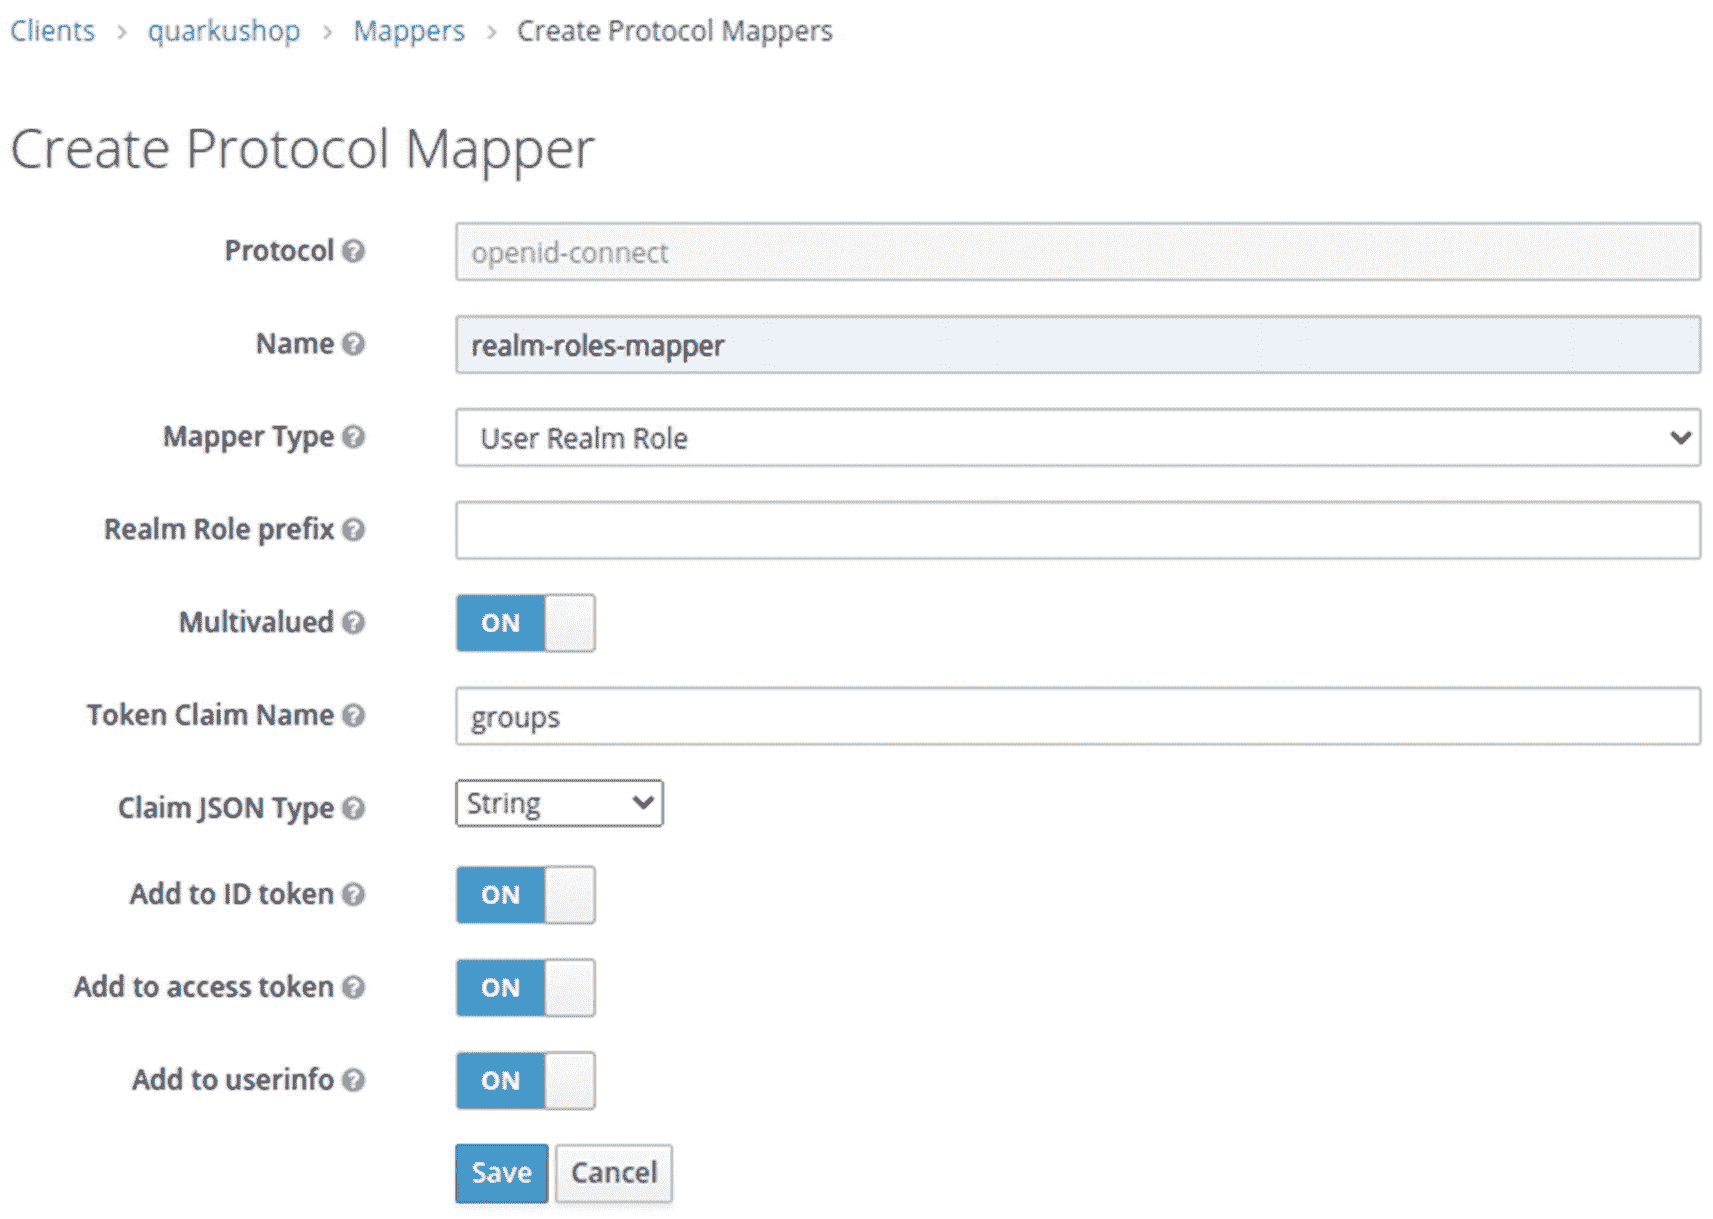 Clients > quarkushop > Mappers > Create Protocol Mappers
Create Protocol Mapper
Protocol openid-connect
Name realm-roles-mapper
Mapper Type User Realm Role
Realm Role prefix
Multivalued ON
Token Claim Name groups
Claim JSON Type String
Add to ID token ON
Add to access token ON
Add to userinfo ON
Save Cancel